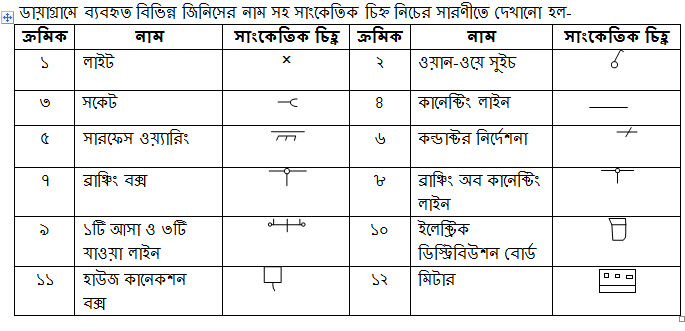 ডায়াগ্রামে ব্যবহৃত বিভিন্ন জিনিসের নাম সহ সাংকেতিক চিহ্ন নিচের সারনীতে দেখানো হল-
ক্রমিক নাম সাংকেতিক চিহ্ন ক্রমিক নাম সাংকেতিক চিহ্ন
১ লাইট ২ ওয়ান-ওয়ে সুইচ
৩ সকেট ৪ কানেক্টিং লাইন
৫ সারফেস ওয়্যারিং ৬ কন্ডাক্টর নির্দেশনা
৭ ব্রাঞ্চিং বক্স ৮ ব্রাঞ্চিং অব কানেক্টিং
লাইন
৯ ১টি আসা ও ৩টি ১০ ইলেক্ট্রিক
যাওয়া লাইন ডিস্ট্রিবিউশন বোর্ড
১১ হাউজ কানেকশন ১২ মিটার
বক্স